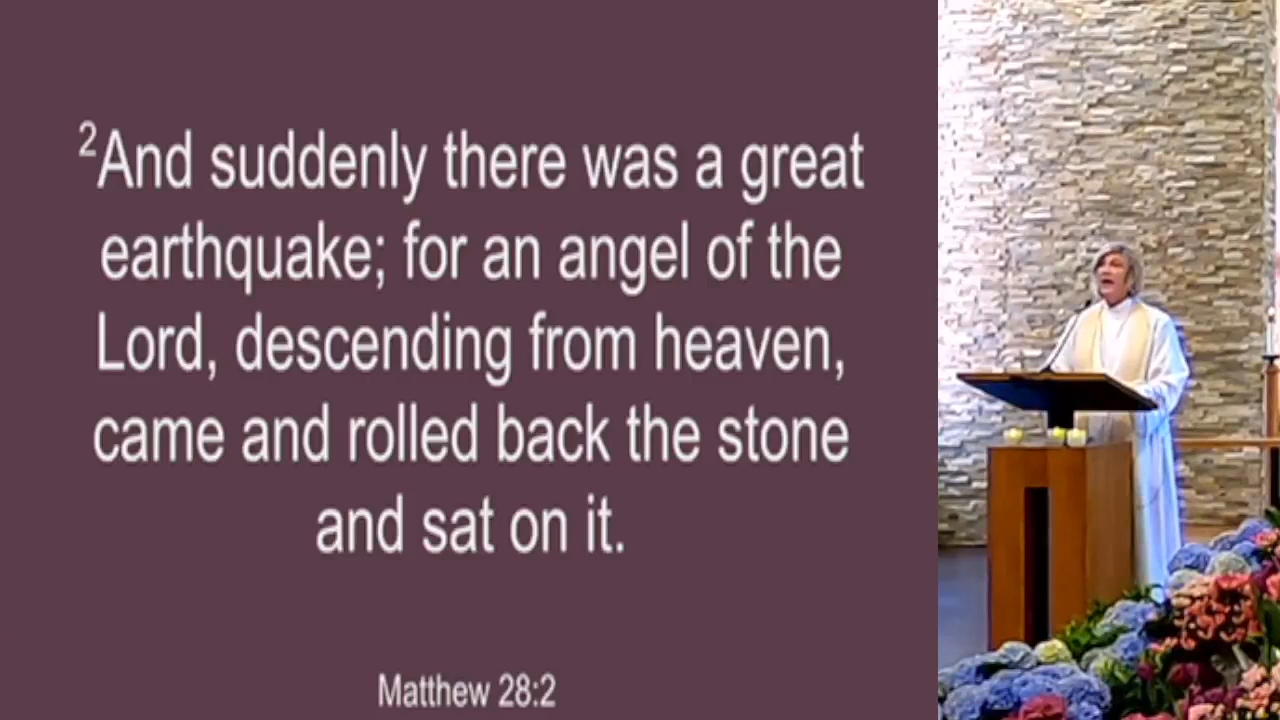 ²And suddenly there was a great
earthquake; for an angel of the
Lord, descending from heaven,
came and rolled back the stone
and sat on it.
Matthew 28:2